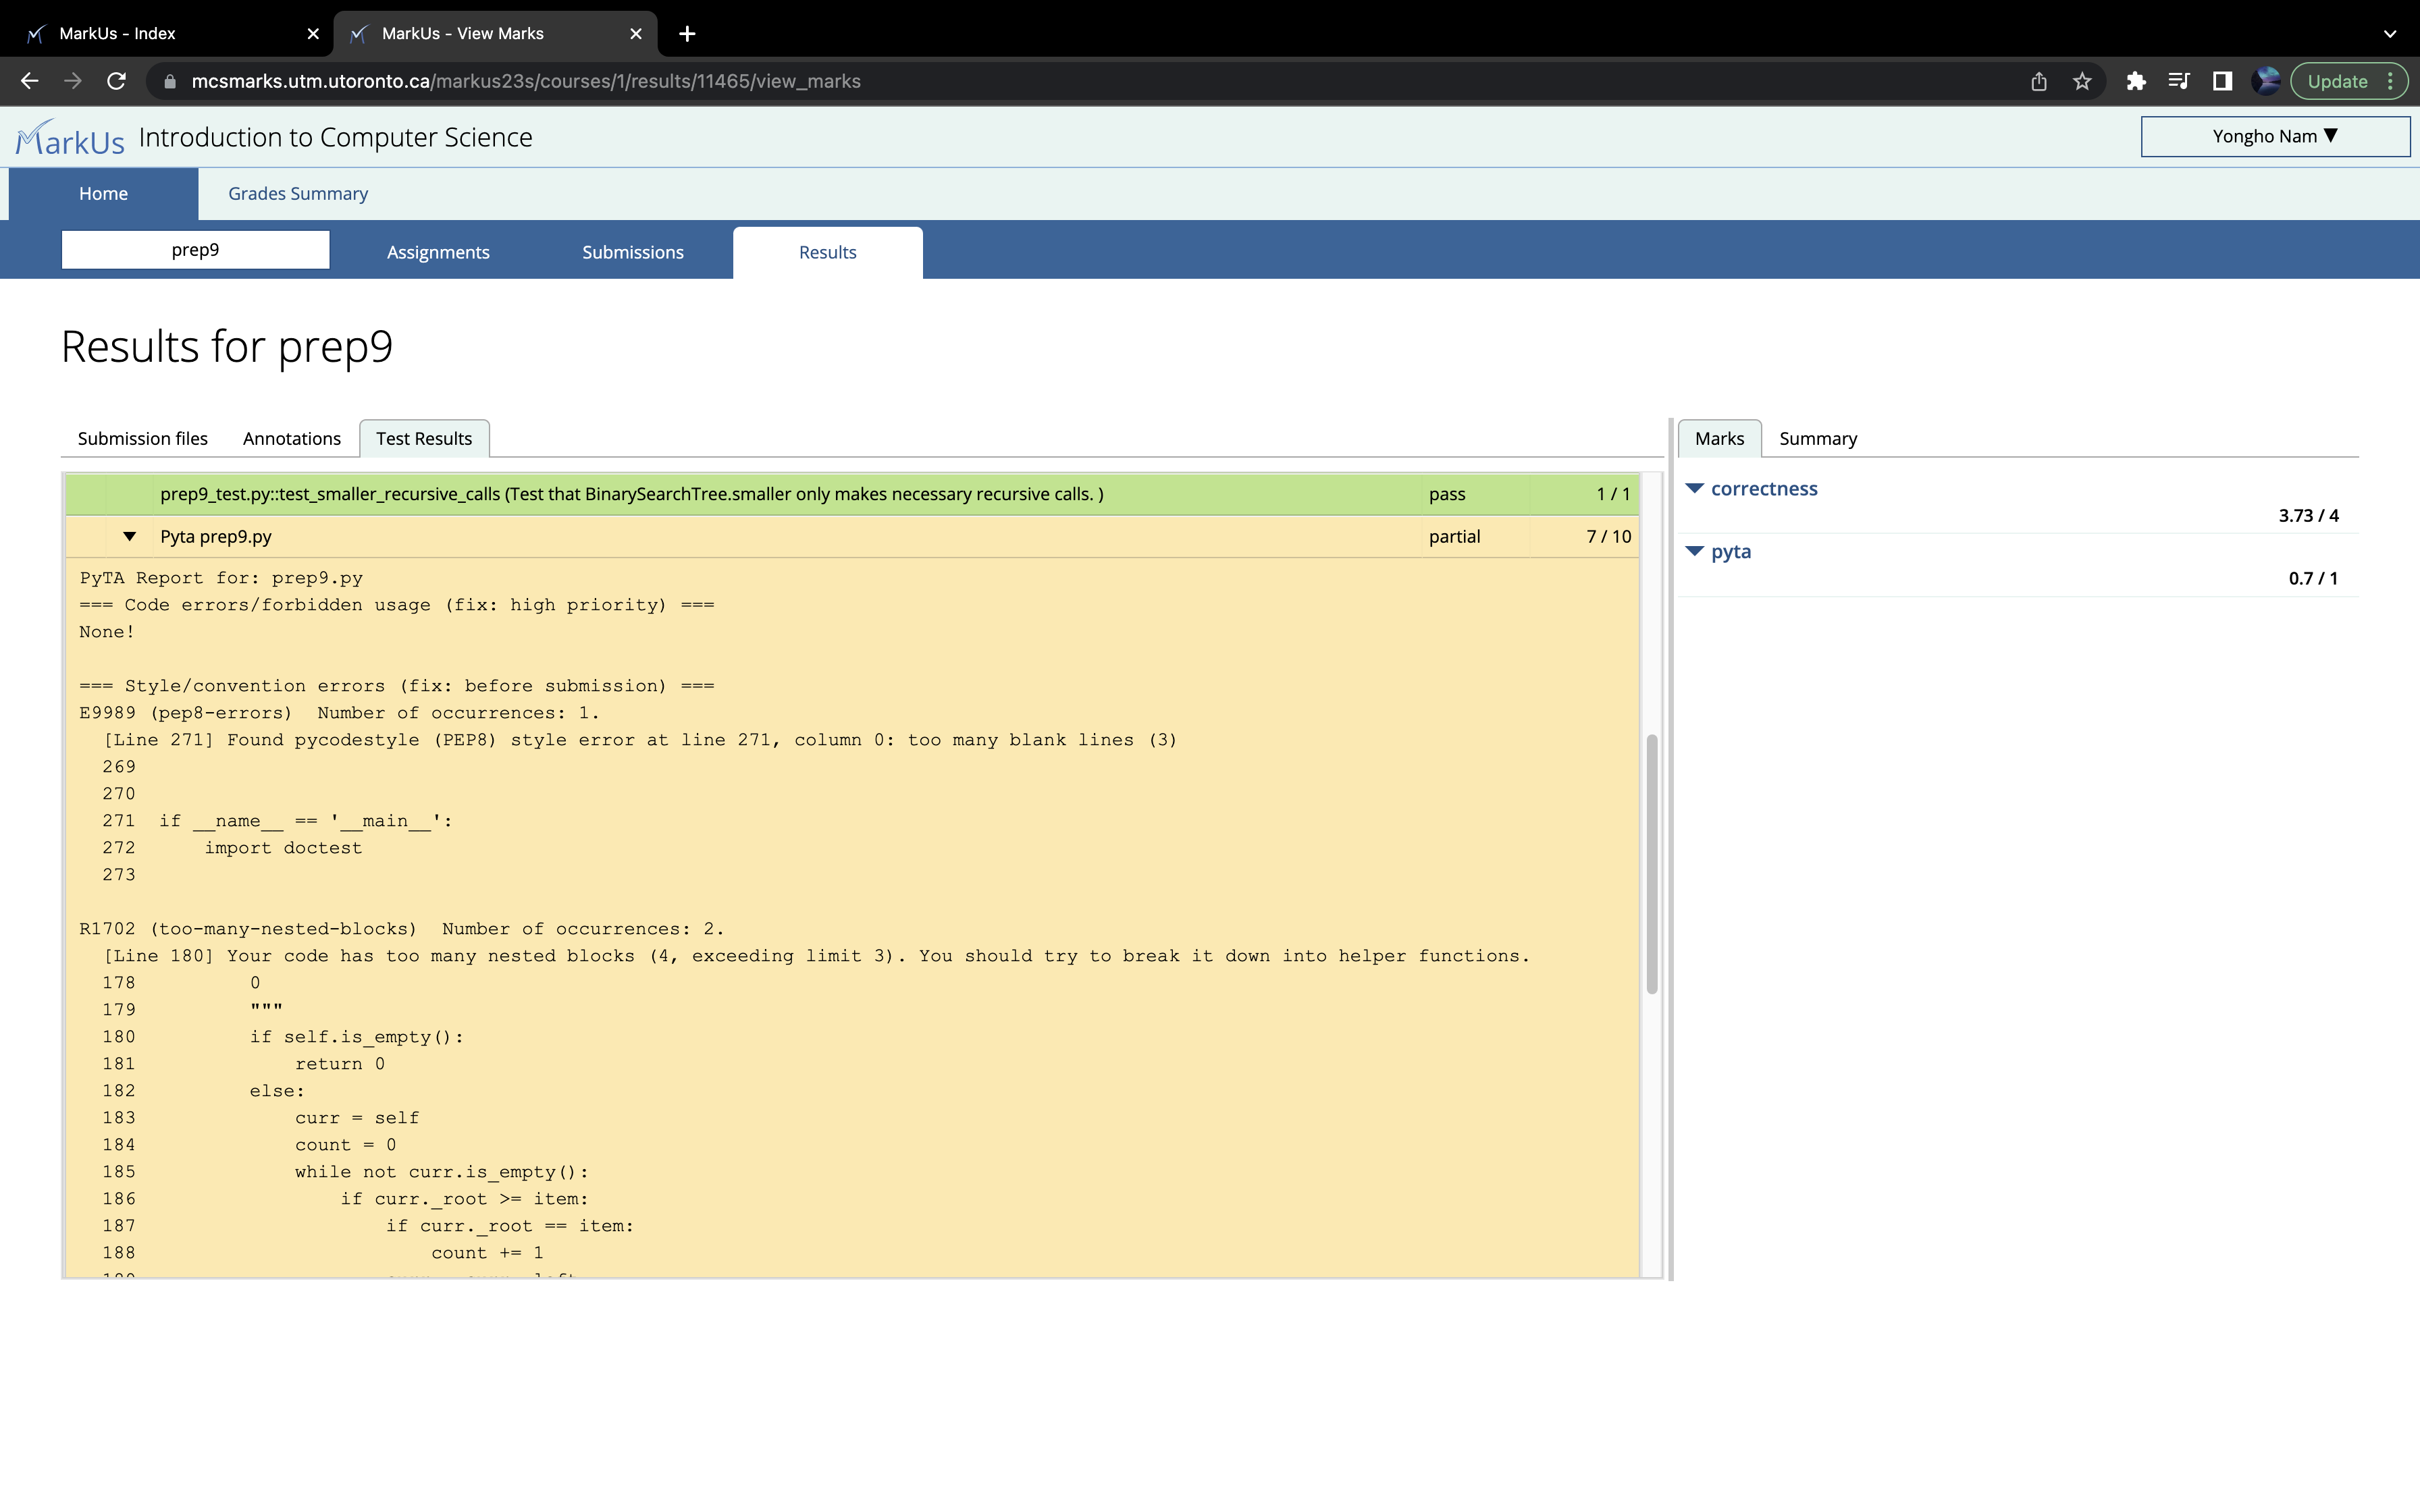 MarkUs - Index
MarkUs - View Marks
mcsmarks.utm.utoronto.ca/markus23s/courses/1/results/11465/view_marks
Update
MarkUs Introduction to Computer Science
Yongho Nam ▼
Home
Grades Summary
prep9
Assignments
Submissions
Results
Results for prep9
Submission files
Annotations
Test Results
Marks
Summary
prep9_test.py::test_smaller_recursive_calls (Test that BinarySearchTree.smaller only makes necessary recursive calls. ) pass 1 / 1
Pyta prep9.py partial 7 / 10
correctness
3.73 / 4
pyta
0.7 / 1
PyTA Report for: prep9.py
=== Code errors/forbidden usage (fix: high priority) ===
None!
=== Style/convention errors (fix: before submission) ===
E9989 (pep8-errors)  Number of occurrences: 1.
[Line 271] Found pycodestyle (PEP8) style error at line 271, column 0: too many blank lines (3)
269
270
271  if __name__ == '__main__':
272      import doctest
273
R1702 (too-many-nested-blocks)  Number of occurrences: 2.
[Line 180] Your code has too many nested blocks (4, exceeding limit 3). You should try to break it down into helper functions.
178          0
179          """
180          if self.is_empty():
181              return 0
182          else:
183              curr = self
184              count = 0
185              while not curr.is_empty():
186                  if curr._root >= item:
187                      if curr._root == item:
188                          count += 1